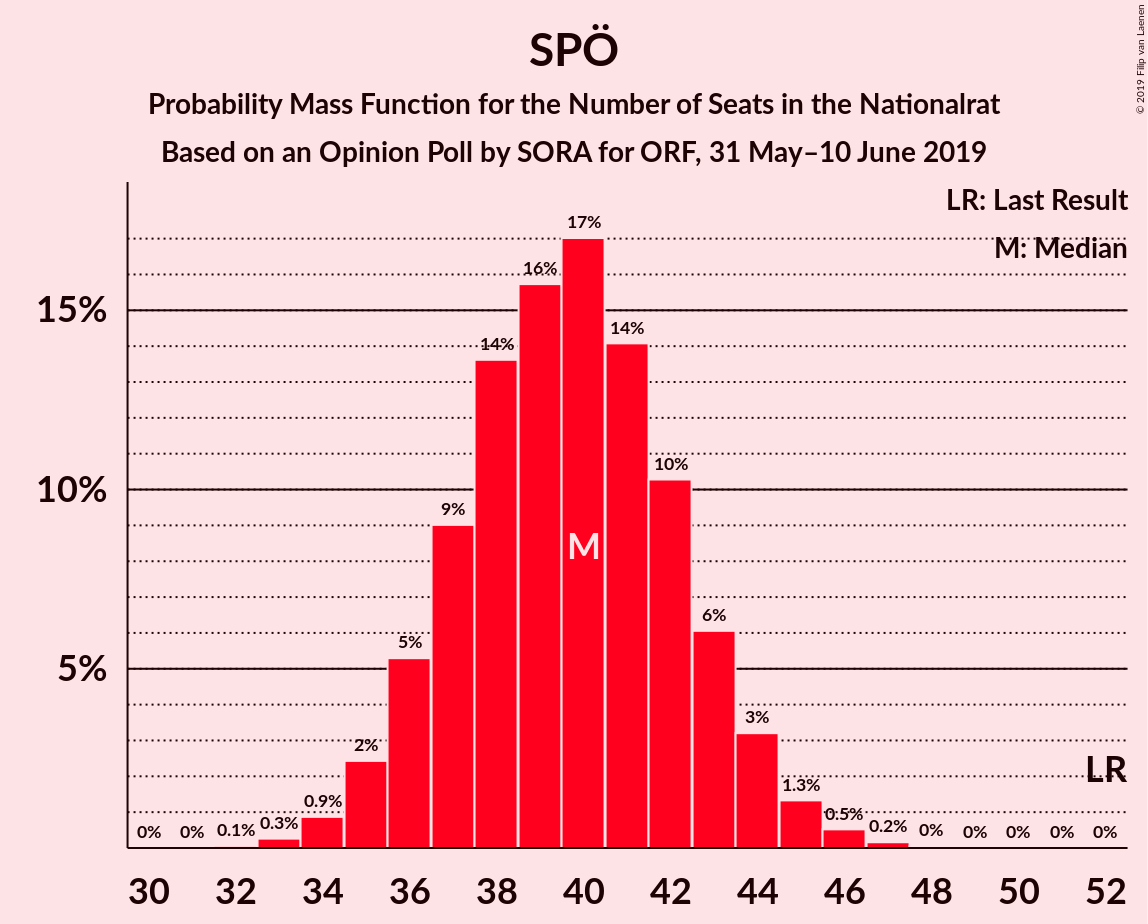 SPÖ
Probability Mass Function for the Number of Seats in the Nationalrat
Based on an Opinion Poll by SORA for ORF, 31 May–10 June 2019
© 2019 Filip van Laenen
LR: Last Result
M: Median
15%
10%
5%
0%
0%
0.1%
0.3%
0.9%
2%
5%
9%
14%
16%
17%
14%
10%
6%
3%
1.3%
0.5%
0.2%
0%
0%
0%
0%
0%
M
LR
30 32 34 36 38 40 42 44 46 48 50 52